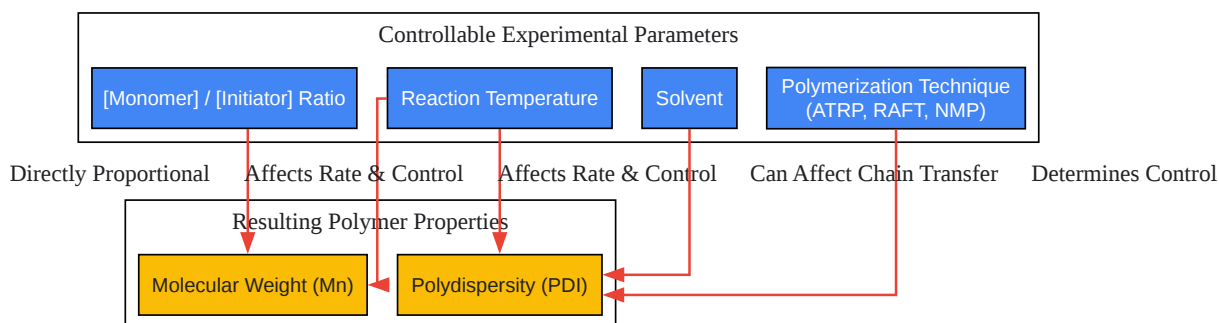 Controllable Experimental Parameters
[Monomer] / [Initiator] Ratio
Reaction Temperature
Solvent
Polymerization Technique
(ATRP, RAFT, NMP)
Directly Proportional
Affects Rate & Control
Affects Rate & Control
Can Affect Chain Transfer
Determines Control
Resulting Polymer Properties
Molecular Weight (Mn)
Polydispersity (PDI)